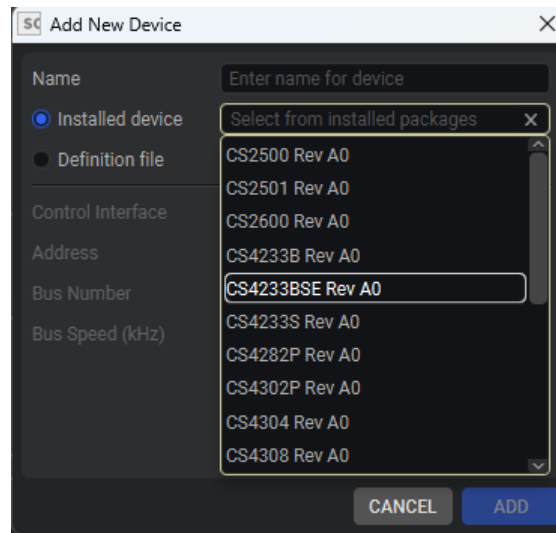 SC Add New Device
Name Enter name for device
Installed device Select from installed packages
Definition file
CS2500 Rev A0
CS2501 Rev A0
Control Interface
CS2600 Rev A0
Address
CS4233B Rev A0
Bus Number
CS4233BSE Rev A0
Bus Speed (kHz)
CS4233S Rev A0
CS4282P Rev A0
CS4302P Rev A0
CS4304 Rev A0
CS4308 Rev A0
CANCEL ADD